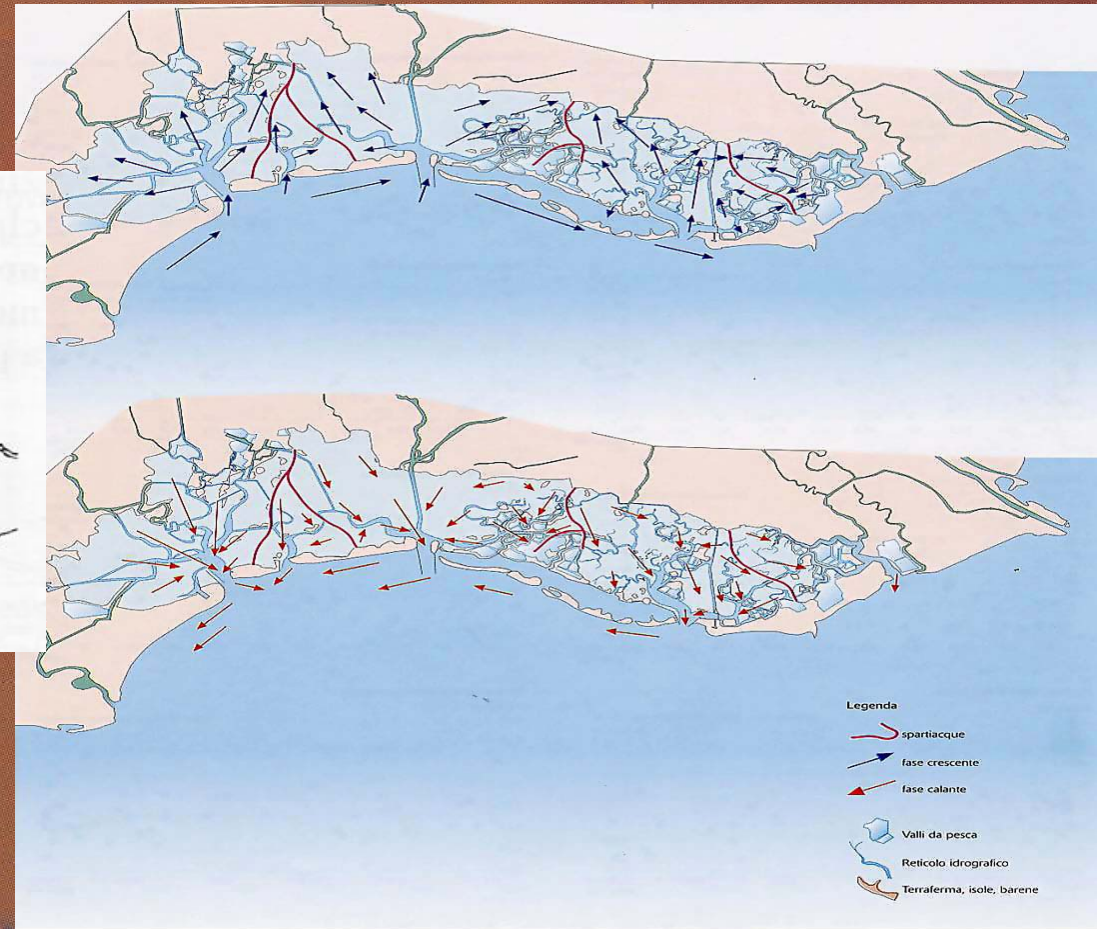 Legenda
spartiacque
fase crescente
fase calante
Valli da pesca
Reticolo idrografico
Terraferma, isole, barene